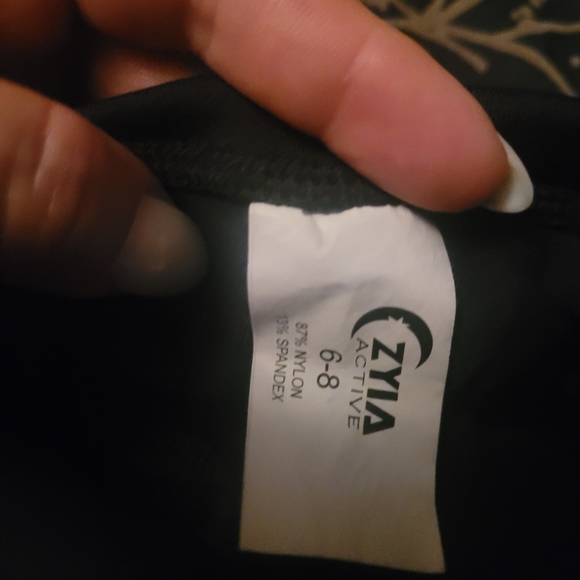 ZYIA
ACTIVE
6-8
87% NYLON
13% SPANDEX